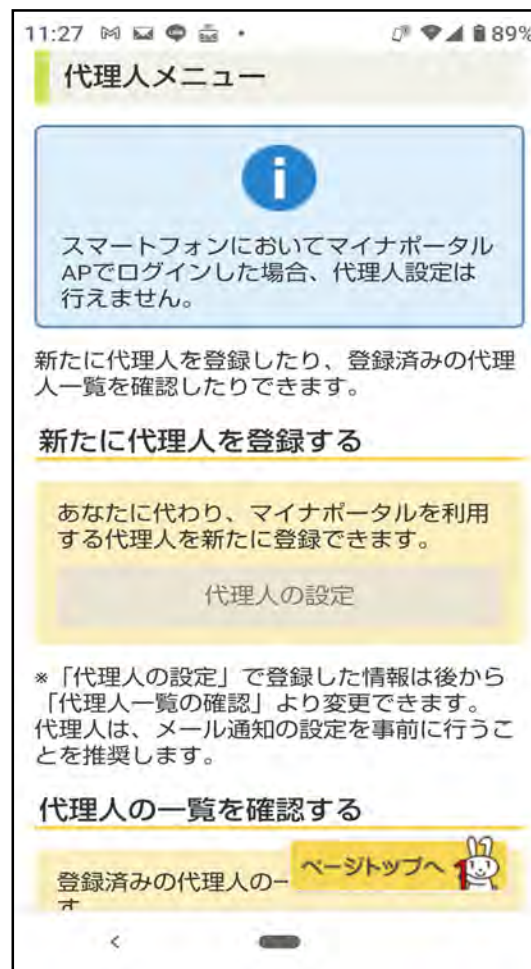 11:27
89%
代理人メニュー
スマートフォンにおいてマイナポータル
APでログインした場合、代理人設定は
行えません。
新たに代理人を登録したり、登録済みの代理
人一覧を確認したりできます。
新たに代理人を登録する
あなたに代わり、マイナポータルを利用
する代理人を新たに登録できます。
代理人の設定
※「代理人の設定」で登録した情報は後から
「代理人一覧の確認」より変更できます。
代理人は、メール通知の設定を事前に行うこ
とを推奨します。
代理人の一覧を確認する
登録済みの代理人の一
ページトップへ